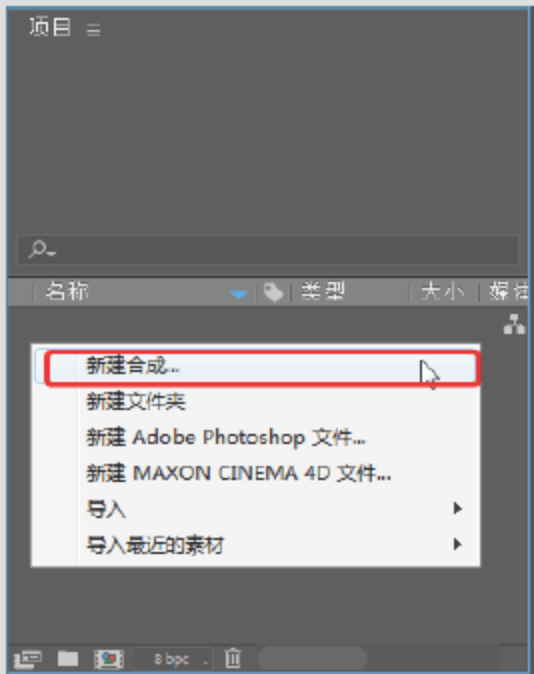 项目
名称 类型 大小 媒体
新建合成...
新建文件夹
新建 Adobe Photoshop 文件...
新建 MAXON CINEMA 4D 文件...
导入
导入最近的素材
8 bpc